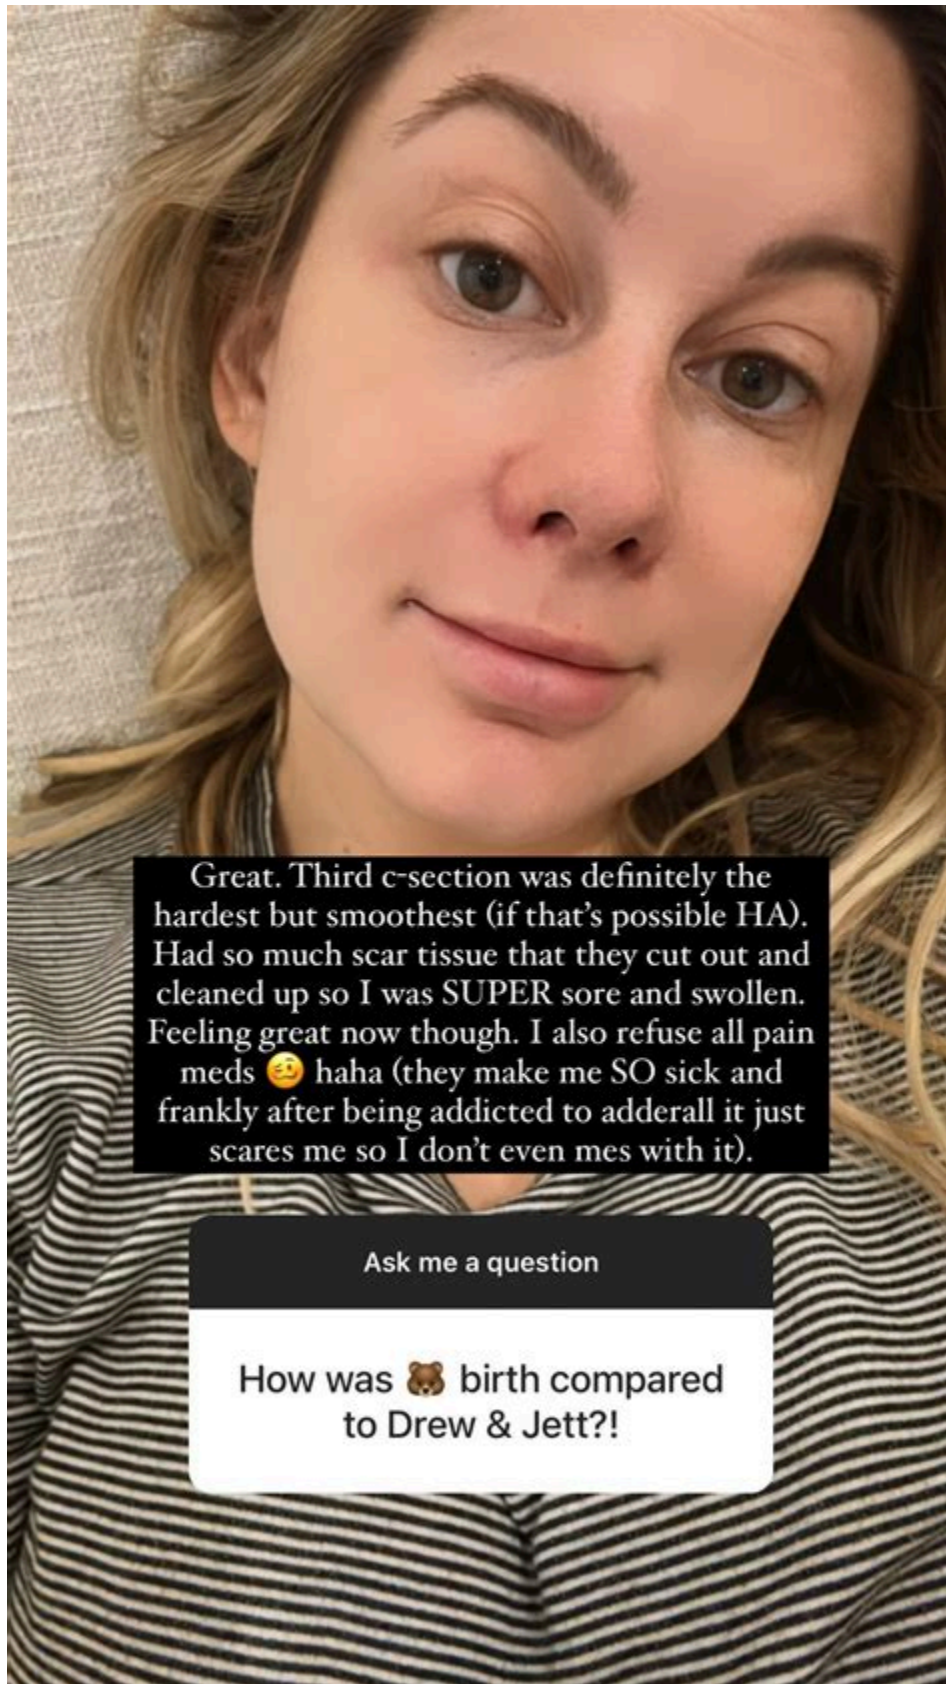 Great. Third c-section was definitely the
hardest but smoothest (if that's possible HA).
Had so much scar tissue that they cut out and
cleaned up so I was SUPER sore and swollen.
Feeling great now though. I also refuse all pain
meds 🥴 haha (they make me SO sick and
frankly after being addicted to adderall it just
scares me so I don't even mes with it).
Ask me a question
How was 🐻 birth compared
to Drew & Jett?!